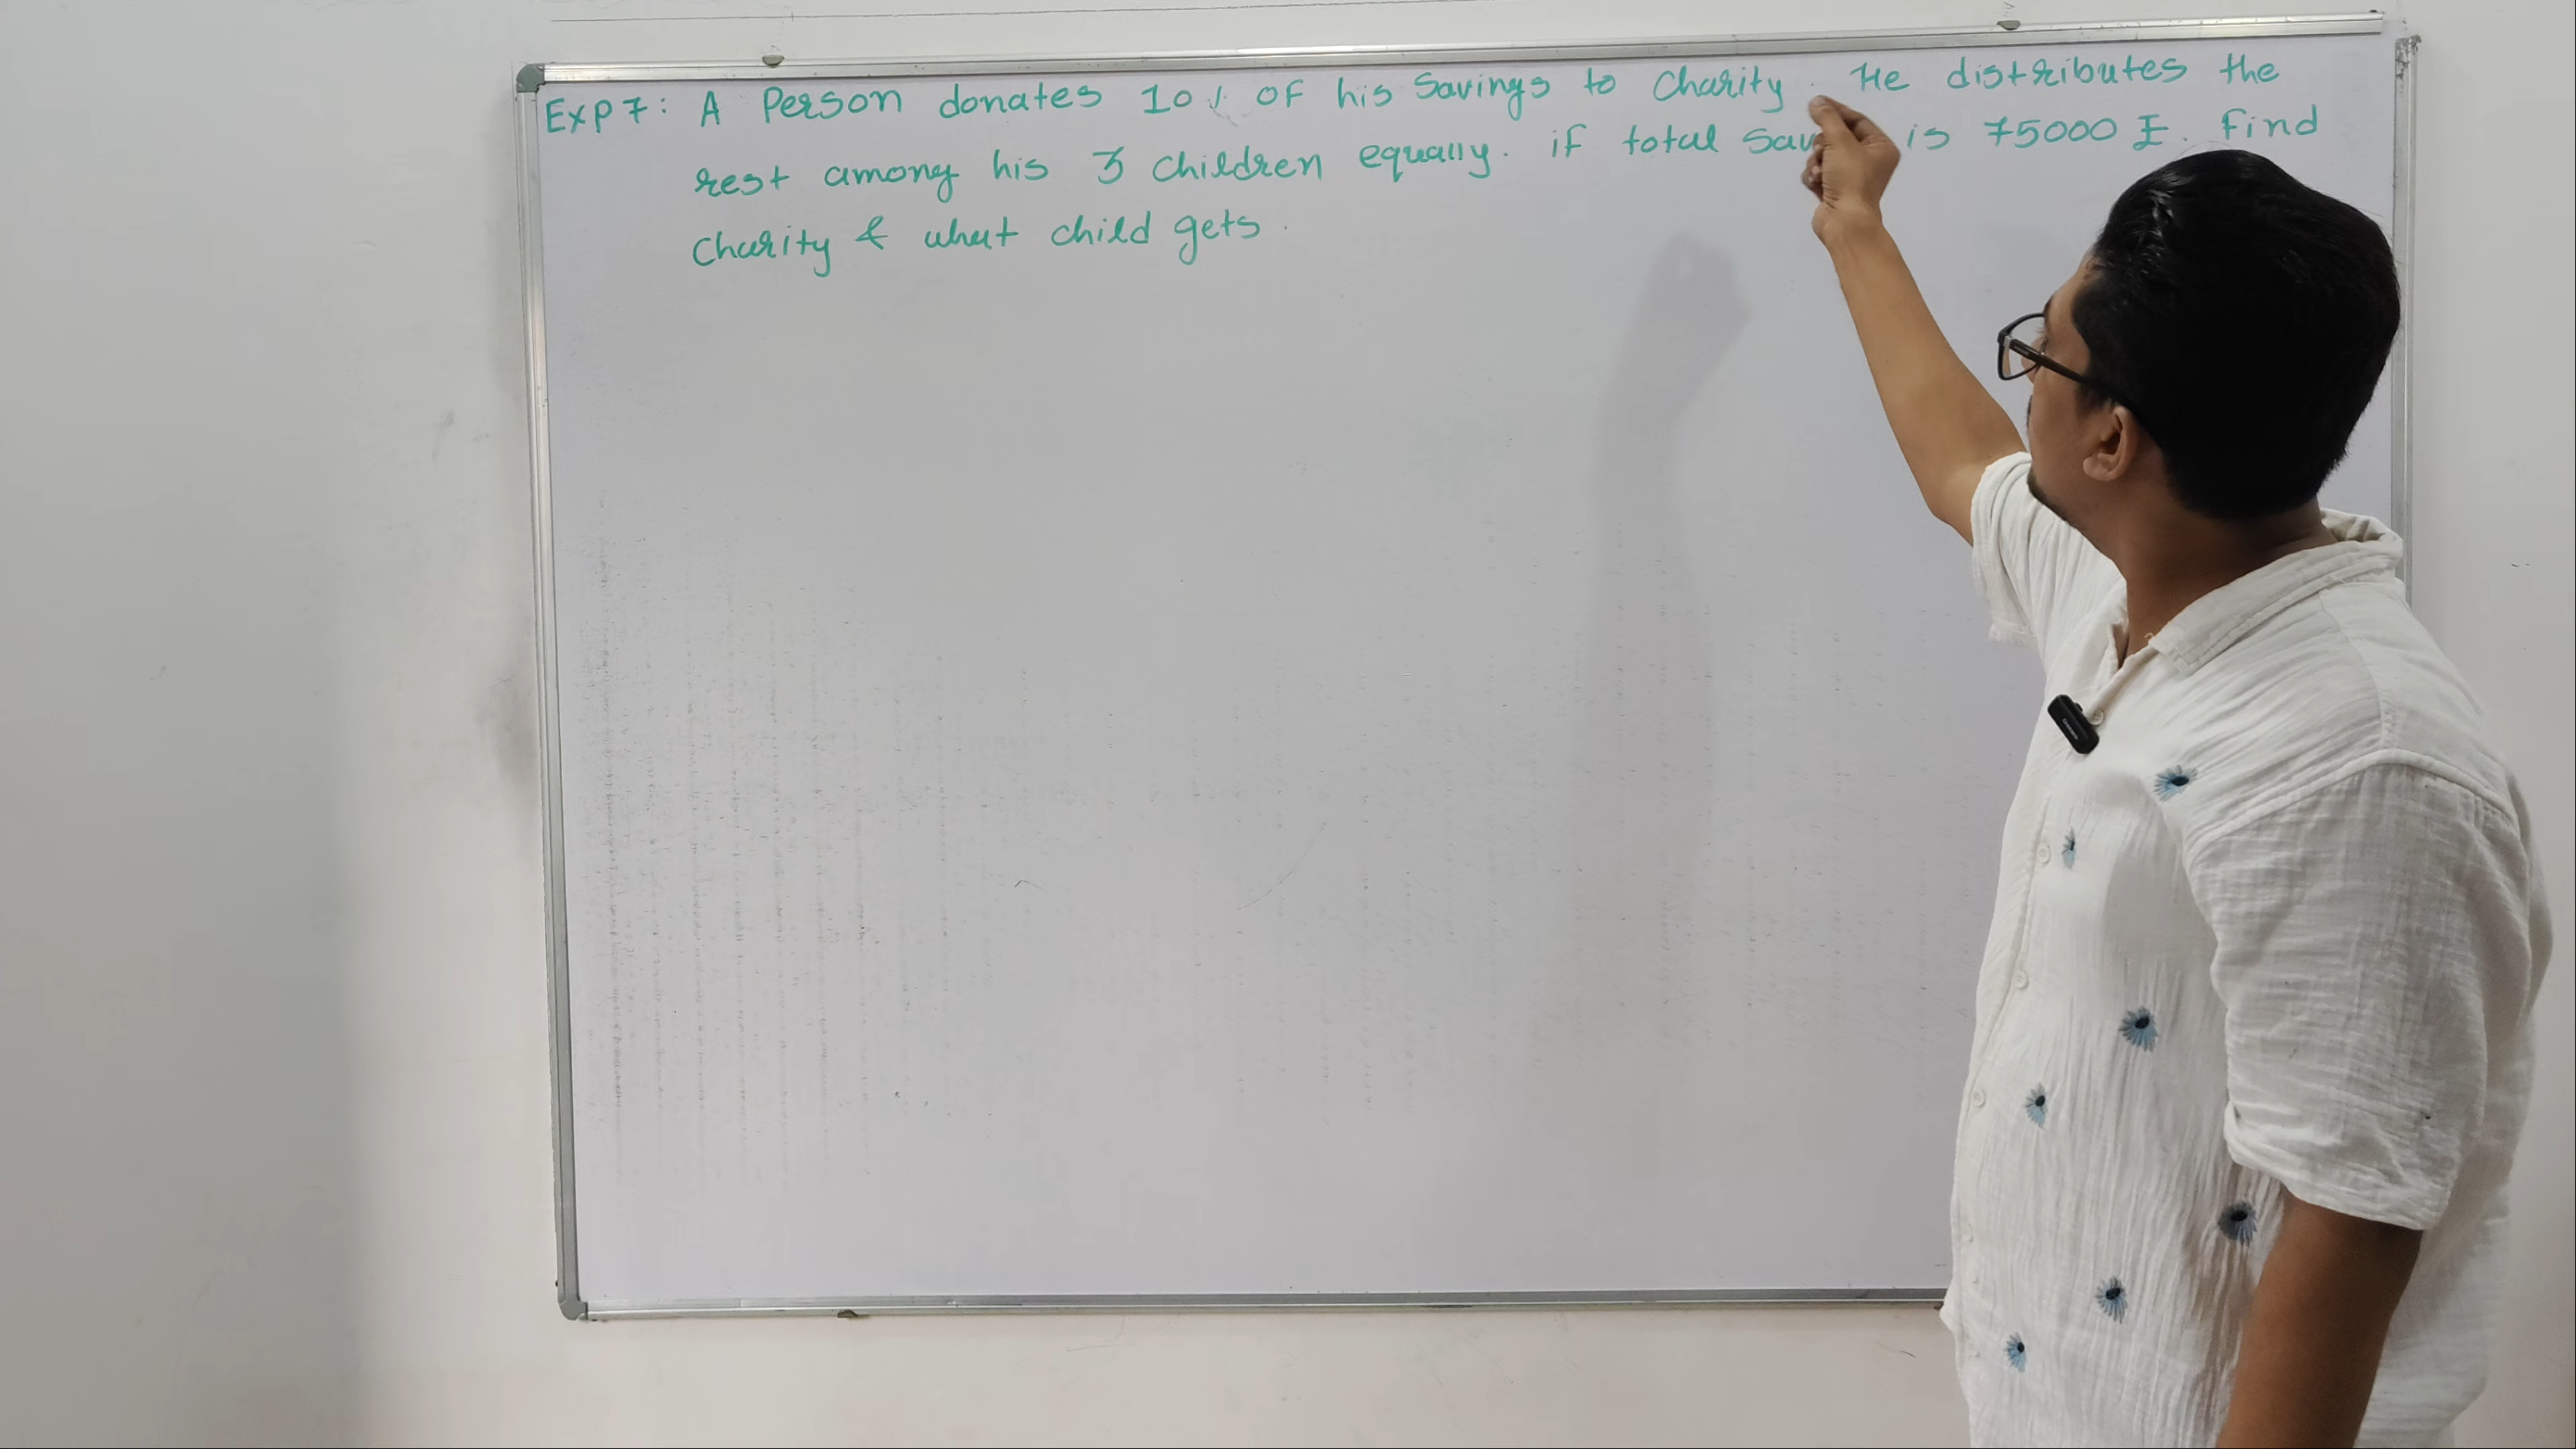 Exp 7: A Person donates 10% of his Savings to Charity. He distributes the
rest among his 3 children equally. if total is 75000 ₹. Find
Charity & what child gets.